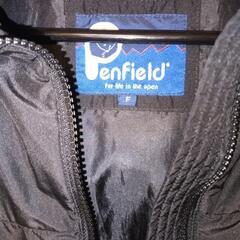 Penfield®
For life in the open
F